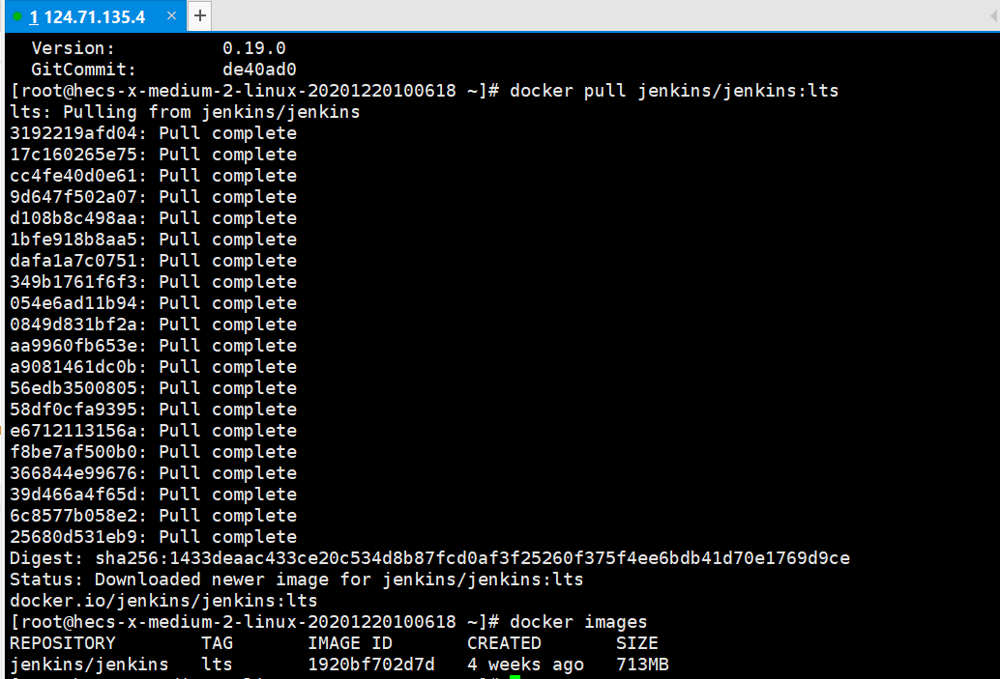 1 124.71.135.4 × +
Version: 0.19.0
GitCommit: de40ad0
[root@hecs-x-medium-2-linux-20201220100618 ~]# docker pull jenkins/jenkins:lts
lts: Pulling from jenkins/jenkins
3192219afd04: Pull complete
17c160265e75: Pull complete
cc4fe40d0e61: Pull complete
9d647f502a07: Pull complete
d108b8c498aa: Pull complete
1bfe918b8aa5: Pull complete
dafa1a7c0751: Pull complete
349b1761f6f3: Pull complete
054e6ad11b94: Pull complete
0849d831bf2a: Pull complete
aa9960fb653e: Pull complete
a9081461dc0b: Pull complete
56edb3500805: Pull complete
58df0cfa9395: Pull complete
e6712113156a: Pull complete
f8be7af500b0: Pull complete
366844e99676: Pull complete
39d466a4f65d: Pull complete
6c8577b058e2: Pull complete
25680d531eb9: Pull complete
Digest: sha256:1433deaac433ce20c534d8b87fcd0af3f25260f375f4ee6bdb41d70e1769d9ce
Status: Downloaded newer image for jenkins/jenkins:lts
docker.io/jenkins/jenkins:lts
[root@hecs-x-medium-2-linux-20201220100618 ~]# docker images
REPOSITORY TAG IMAGE ID CREATED SIZE
jenkins/jenkins lts 1920bf702d7d 4 weeks ago 713MB